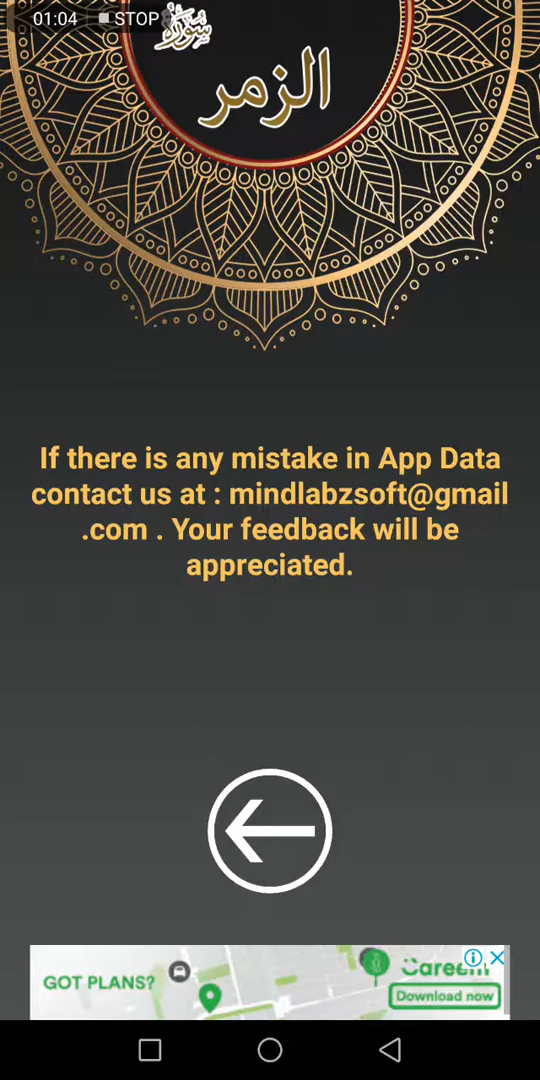 01:04 STOP
سورة
الزمر
If there is any mistake in App Data
contact us at : mindlabzsoft@gmail
.com . Your feedback will be
appreciated.
GOT PLANS?
Careem
Download now